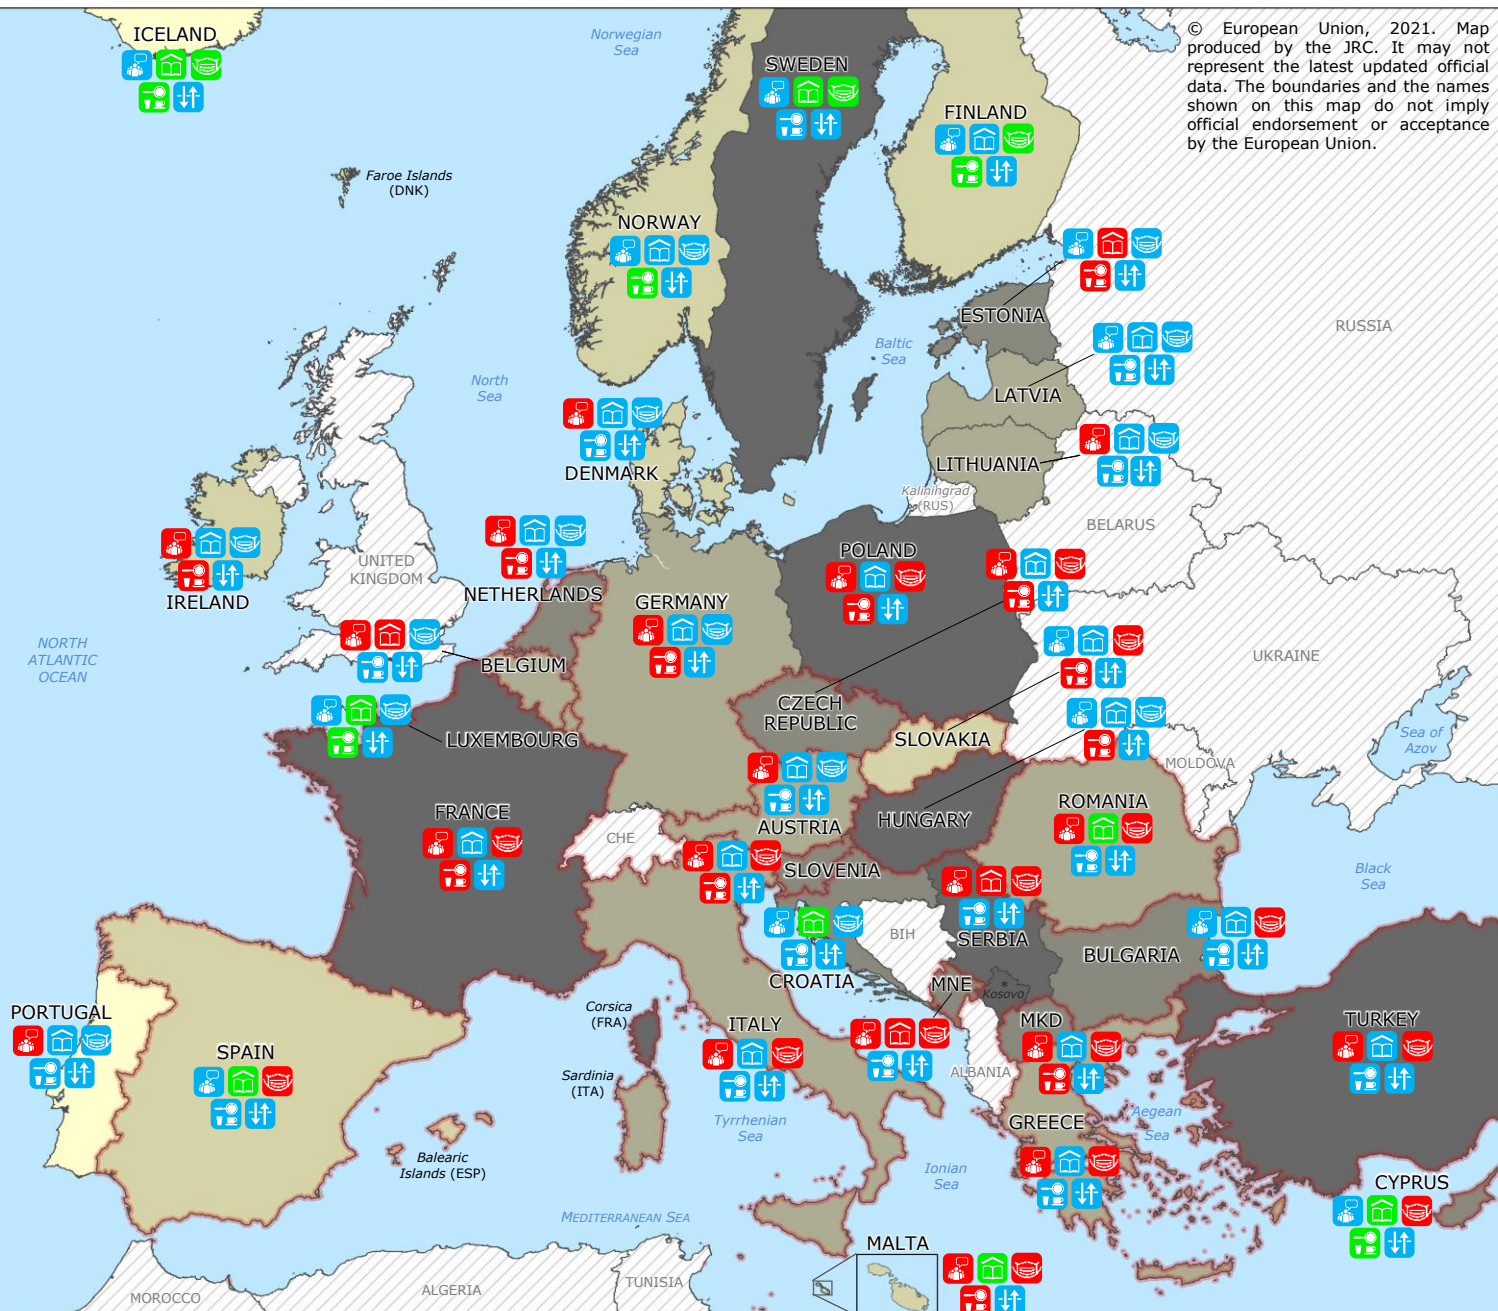 ICELAND
Norwegian
Sea
SWEDEN
FINLAND
© European Union, 2021. Map
produced by the JRC. It may not
represent the latest updated official
data. The boundaries and the names
shown on this map do not imply
official endorsement or acceptance
by the European Union.
Faroe Islands
(DNK)
NORWAY
ESTONIA
RUSSIA
Baltic
Sea
North
Sea
LATVIA
DENMARK
LITHUANIA
Kaliningrad
(RUS)
BELARUS
UNITED
KINGDOM
IRELAND
NETHERLANDS
GERMANY
POLAND
NORTH
ATLANTIC
OCEAN
BELGIUM
UKRAINE
CZECH
REPUBLIC
LUXEMBOURG
SLOVAKIA
Sea of
Azov
MOLDOVA
FRANCE
CHE
AUSTRIA
HUNGARY
ROMANIA
SLOVENIA
Black
Sea
BIH
SERBIA
BULGARIA
CROATIA
MNE
*
Kosovo
Corsica
(FRA)
PORTUGAL
SPAIN
ITALY
MKD
TURKEY
Sardinia
(ITA)
ALBANIA
Tyrrhenian
Sea
GREECE
Aegean
Sea
Balearic
Islands (ESP)
Ionian
Sea
CYPRUS
MEDITERRANEAN SEA
MALTA
MOROCCO
ALGERIA
TUNISIA